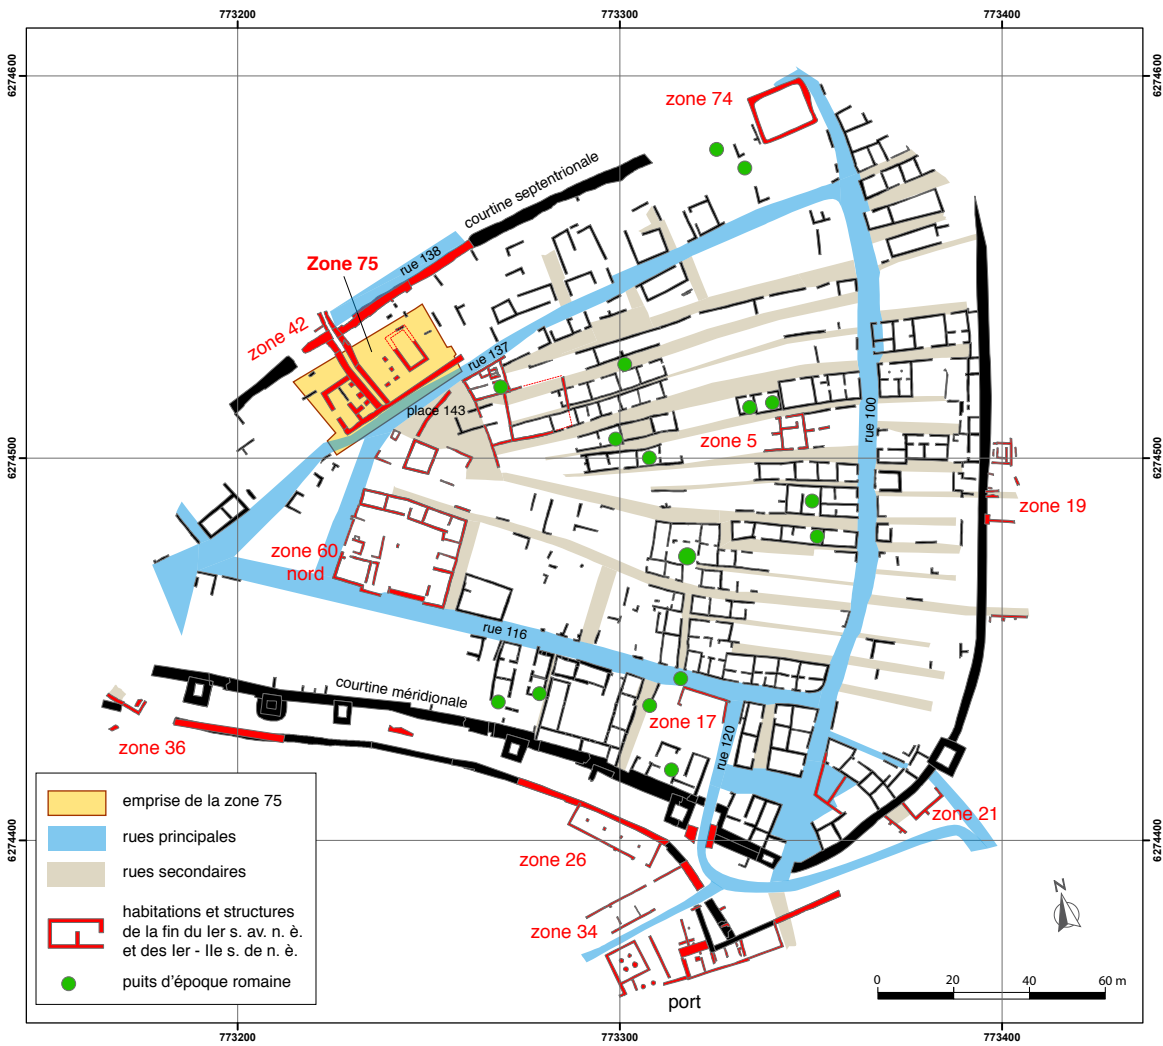 773200
773300
773400
6274600
6274600
zone 74
courtine septentrionale
rue 138
Zone 75
zone 42
rue 137
place 143
rue 100
zone 5
6274500
6274500
zone 19
zone 60
nord
rue 116
courtine méridionale
zone 17
rue 120
zone 36
zone 21
6274400
6274400
zone 26
zone 34
port
emprise de la zone 75
rues principales
rues secondaires
habitations et structures
de la fin du Ier s. av. n. è.
et des Ier - IIe s. de n. è.
puits d'époque romaine
N
0
20
40
60 m
773200
773300
773400